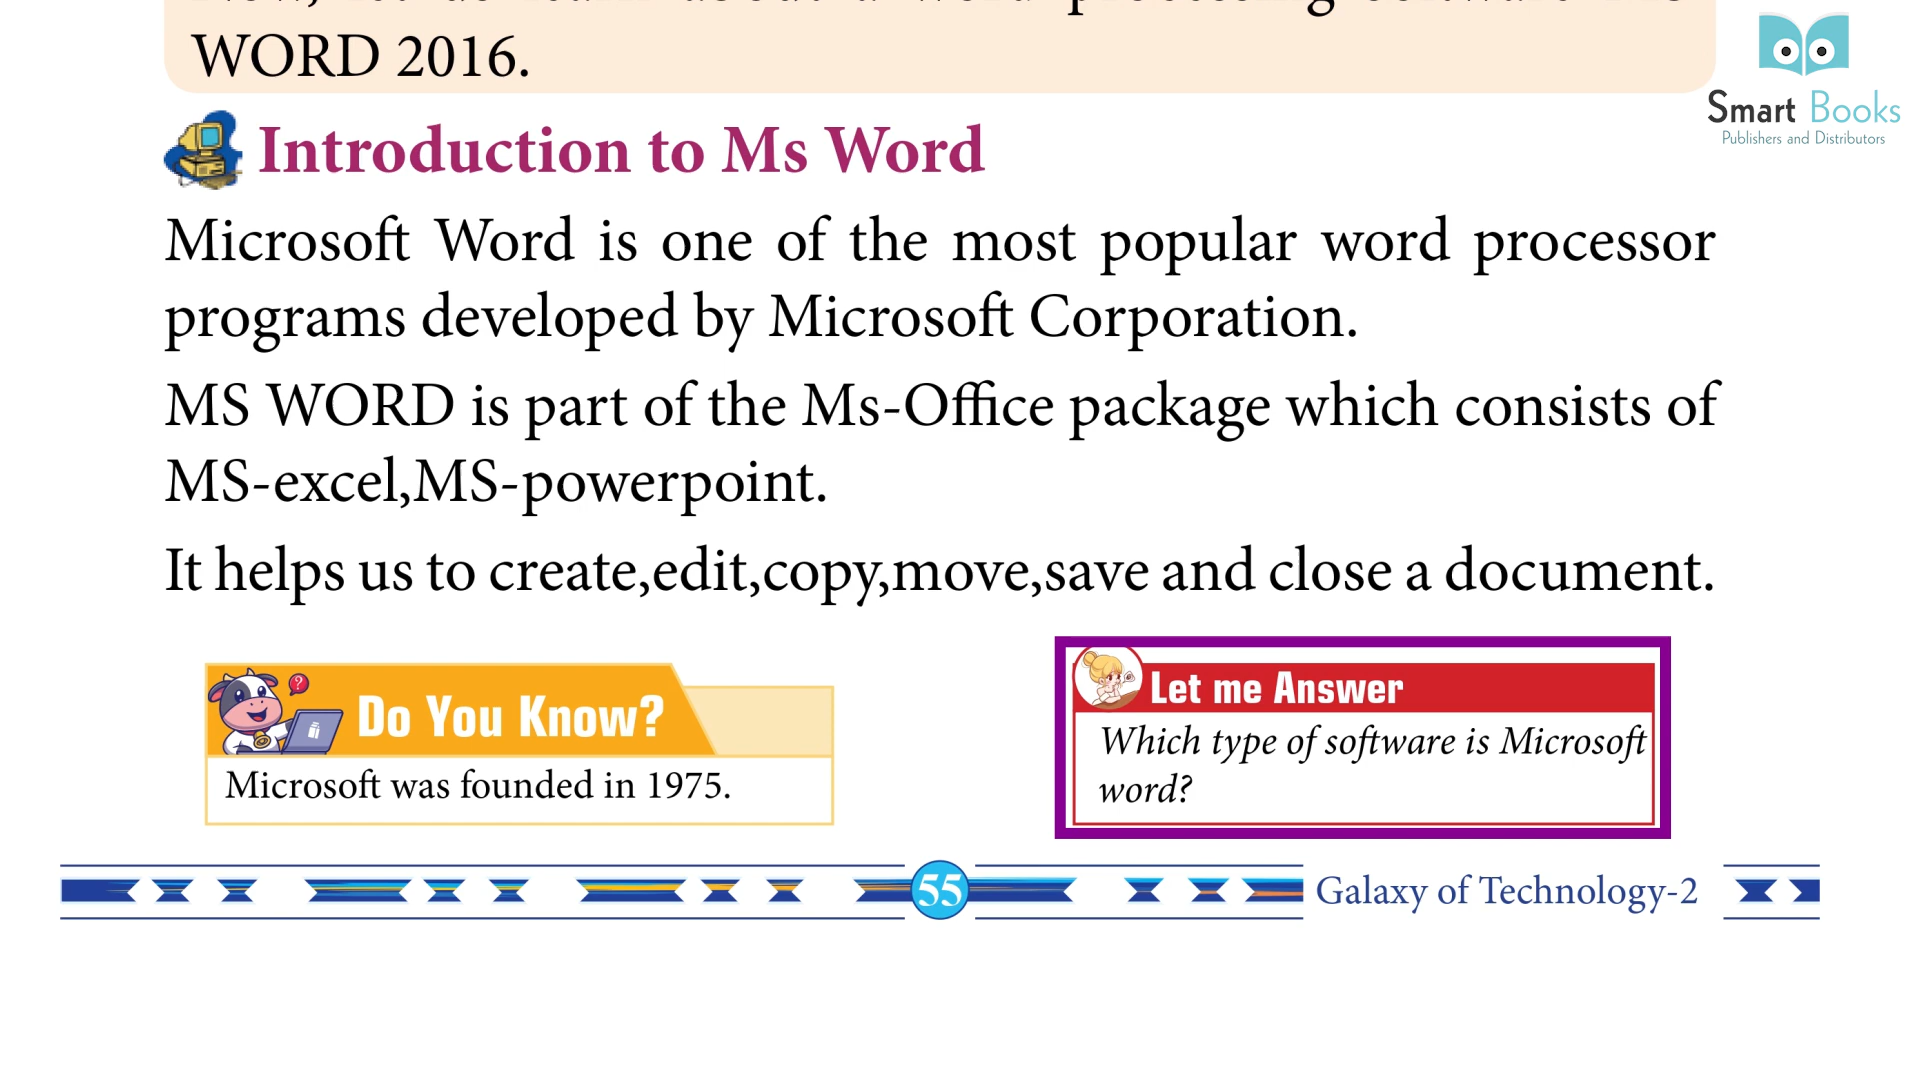 WORD 2016.
Smart Books
Publishers and Distributors
Introduction to Ms Word
Microsoft Word is one of the most popular word processor
programs developed by Microsoft Corporation.
MS WORD is part of the Ms-Office package which consists of
MS-excel,MS-powerpoint.
It helps us to create,edit,copy,move,save and close a document.
Do You Know?
Microsoft was founded in 1975.
Let me Answer
Which type of software is Microsoft
word?
55
Galaxy of Technology-2